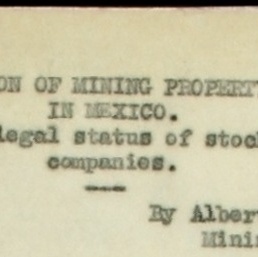 ON OF MINING PROPERT
IN MEXICO.
legal status of stoc
companies.
By Alber
Mini